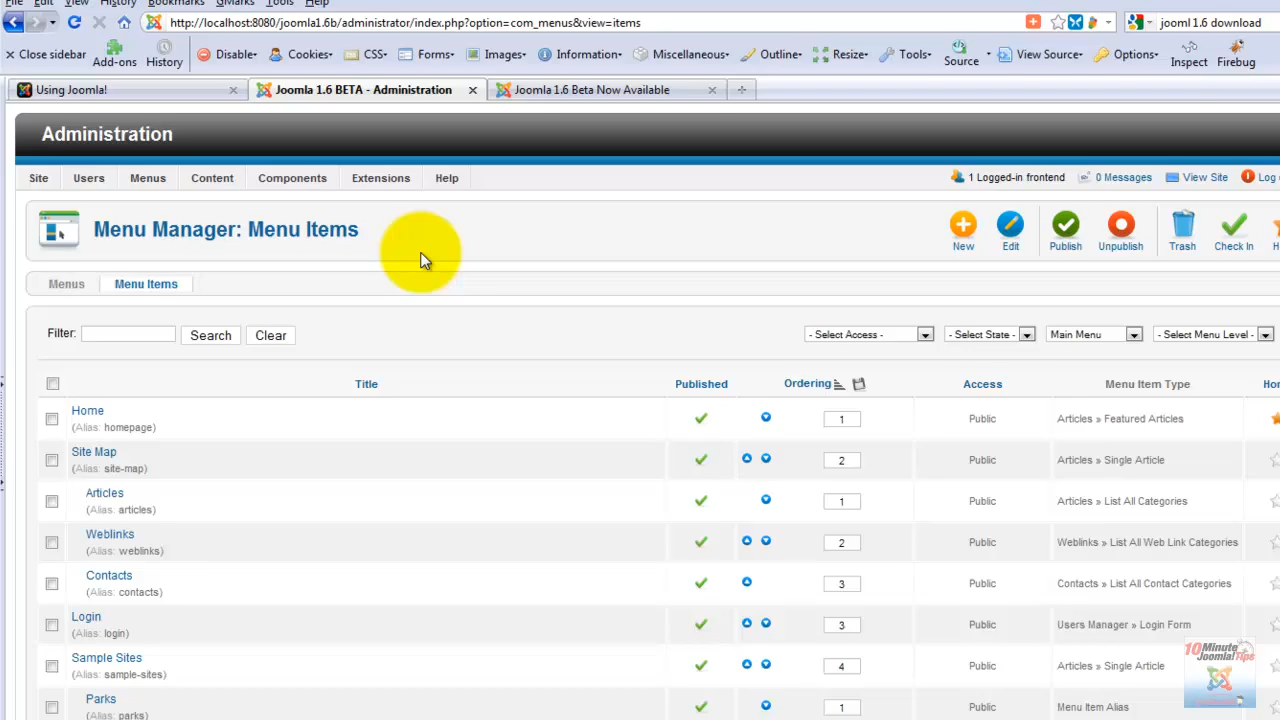 File Edit View History Bookmarks GMarks Tools Help
http://localhost:8080/joomla1.6b/administrator/index.php?option=com_menus&view=items
jooml 1.6 download
Close sidebar Add-ons History Disable Cookies CSS Forms Images Information Miscellaneous Outline Resize Tools Source View Source Options Inspect Firebug
Using Joomla! Joomla 1.6 BETA - Administration Joomla 1.6 Beta Now Available
Administration
Site Users Menus Content Components Extensions Help 1 Logged-in frontend 0 Messages View Site Log
Menu Manager: Menu Items
New Edit Publish Unpublish Trash Check In H
Menus Menu Items
Filter: Search Clear - Select Access - - Select State - Main Menu - Select Menu Level -
Title Published Ordering Access Menu Item Type Hor
Home 1 Public Articles » Featured Articles
(Alias: homepage)
Site Map 2 Public Articles » Single Article
(Alias: site-map)
Articles 1 Public Articles » List All Categories
(Alias: articles)
Weblinks 2 Public Weblinks » List All Web Link Categories
(Alias: weblinks)
Contacts 3 Public Contacts » List All Contact Categories
(Alias: contacts)
Login 3 Public Users Manager » Login Form
(Alias: login)
Sample Sites 4 Public Articles » Single Article
(Alias: sample-sites)
Parks 1 Public Menu Item Alias
(Alias: parks)
10 Minute
Joomla! Tips